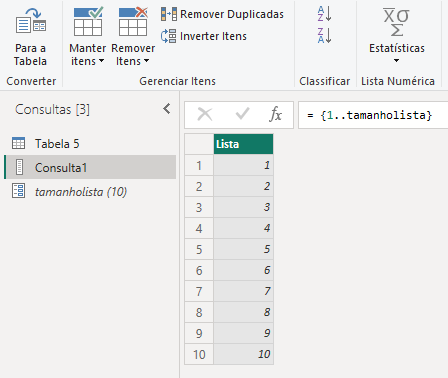 Para a
Tabela
Manter
itens
Remover
Itens
Remover Duplicadas
Inverter Itens
A
Z
Z
A
Estatísticas
Converter
Gerenciar Itens
Classificar
Lista Numérica
Consultas [3]
Tabela 5
Consulta1
tamanholista (10)
fx
= {1..tamanholista}
Lista
1 1
2 2
3 3
4 4
5 5
6 6
7 7
8 8
9 9
10 10